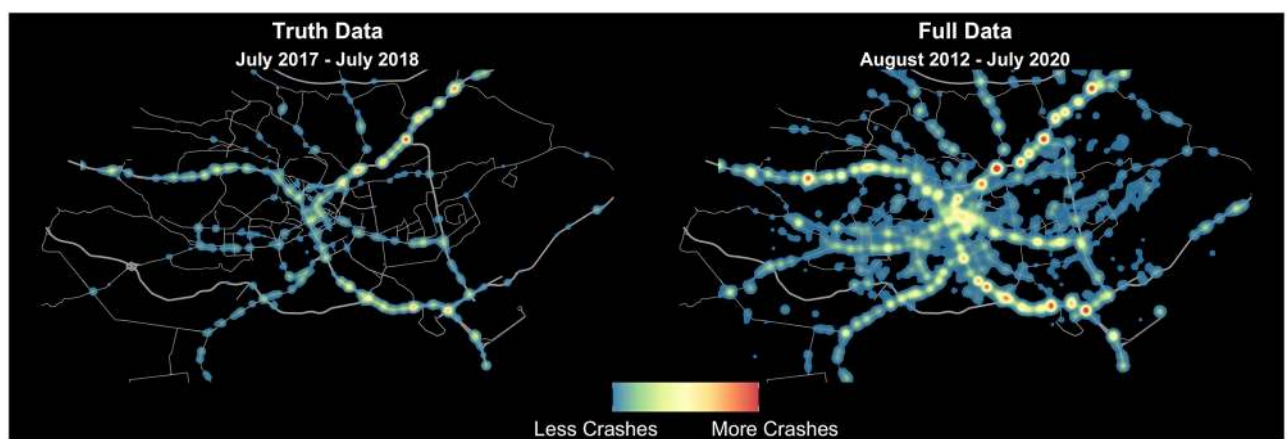 Truth Data
July 2017 - July 2018
Full Data
August 2012 - July 2020
Less Crashes
More Crashes